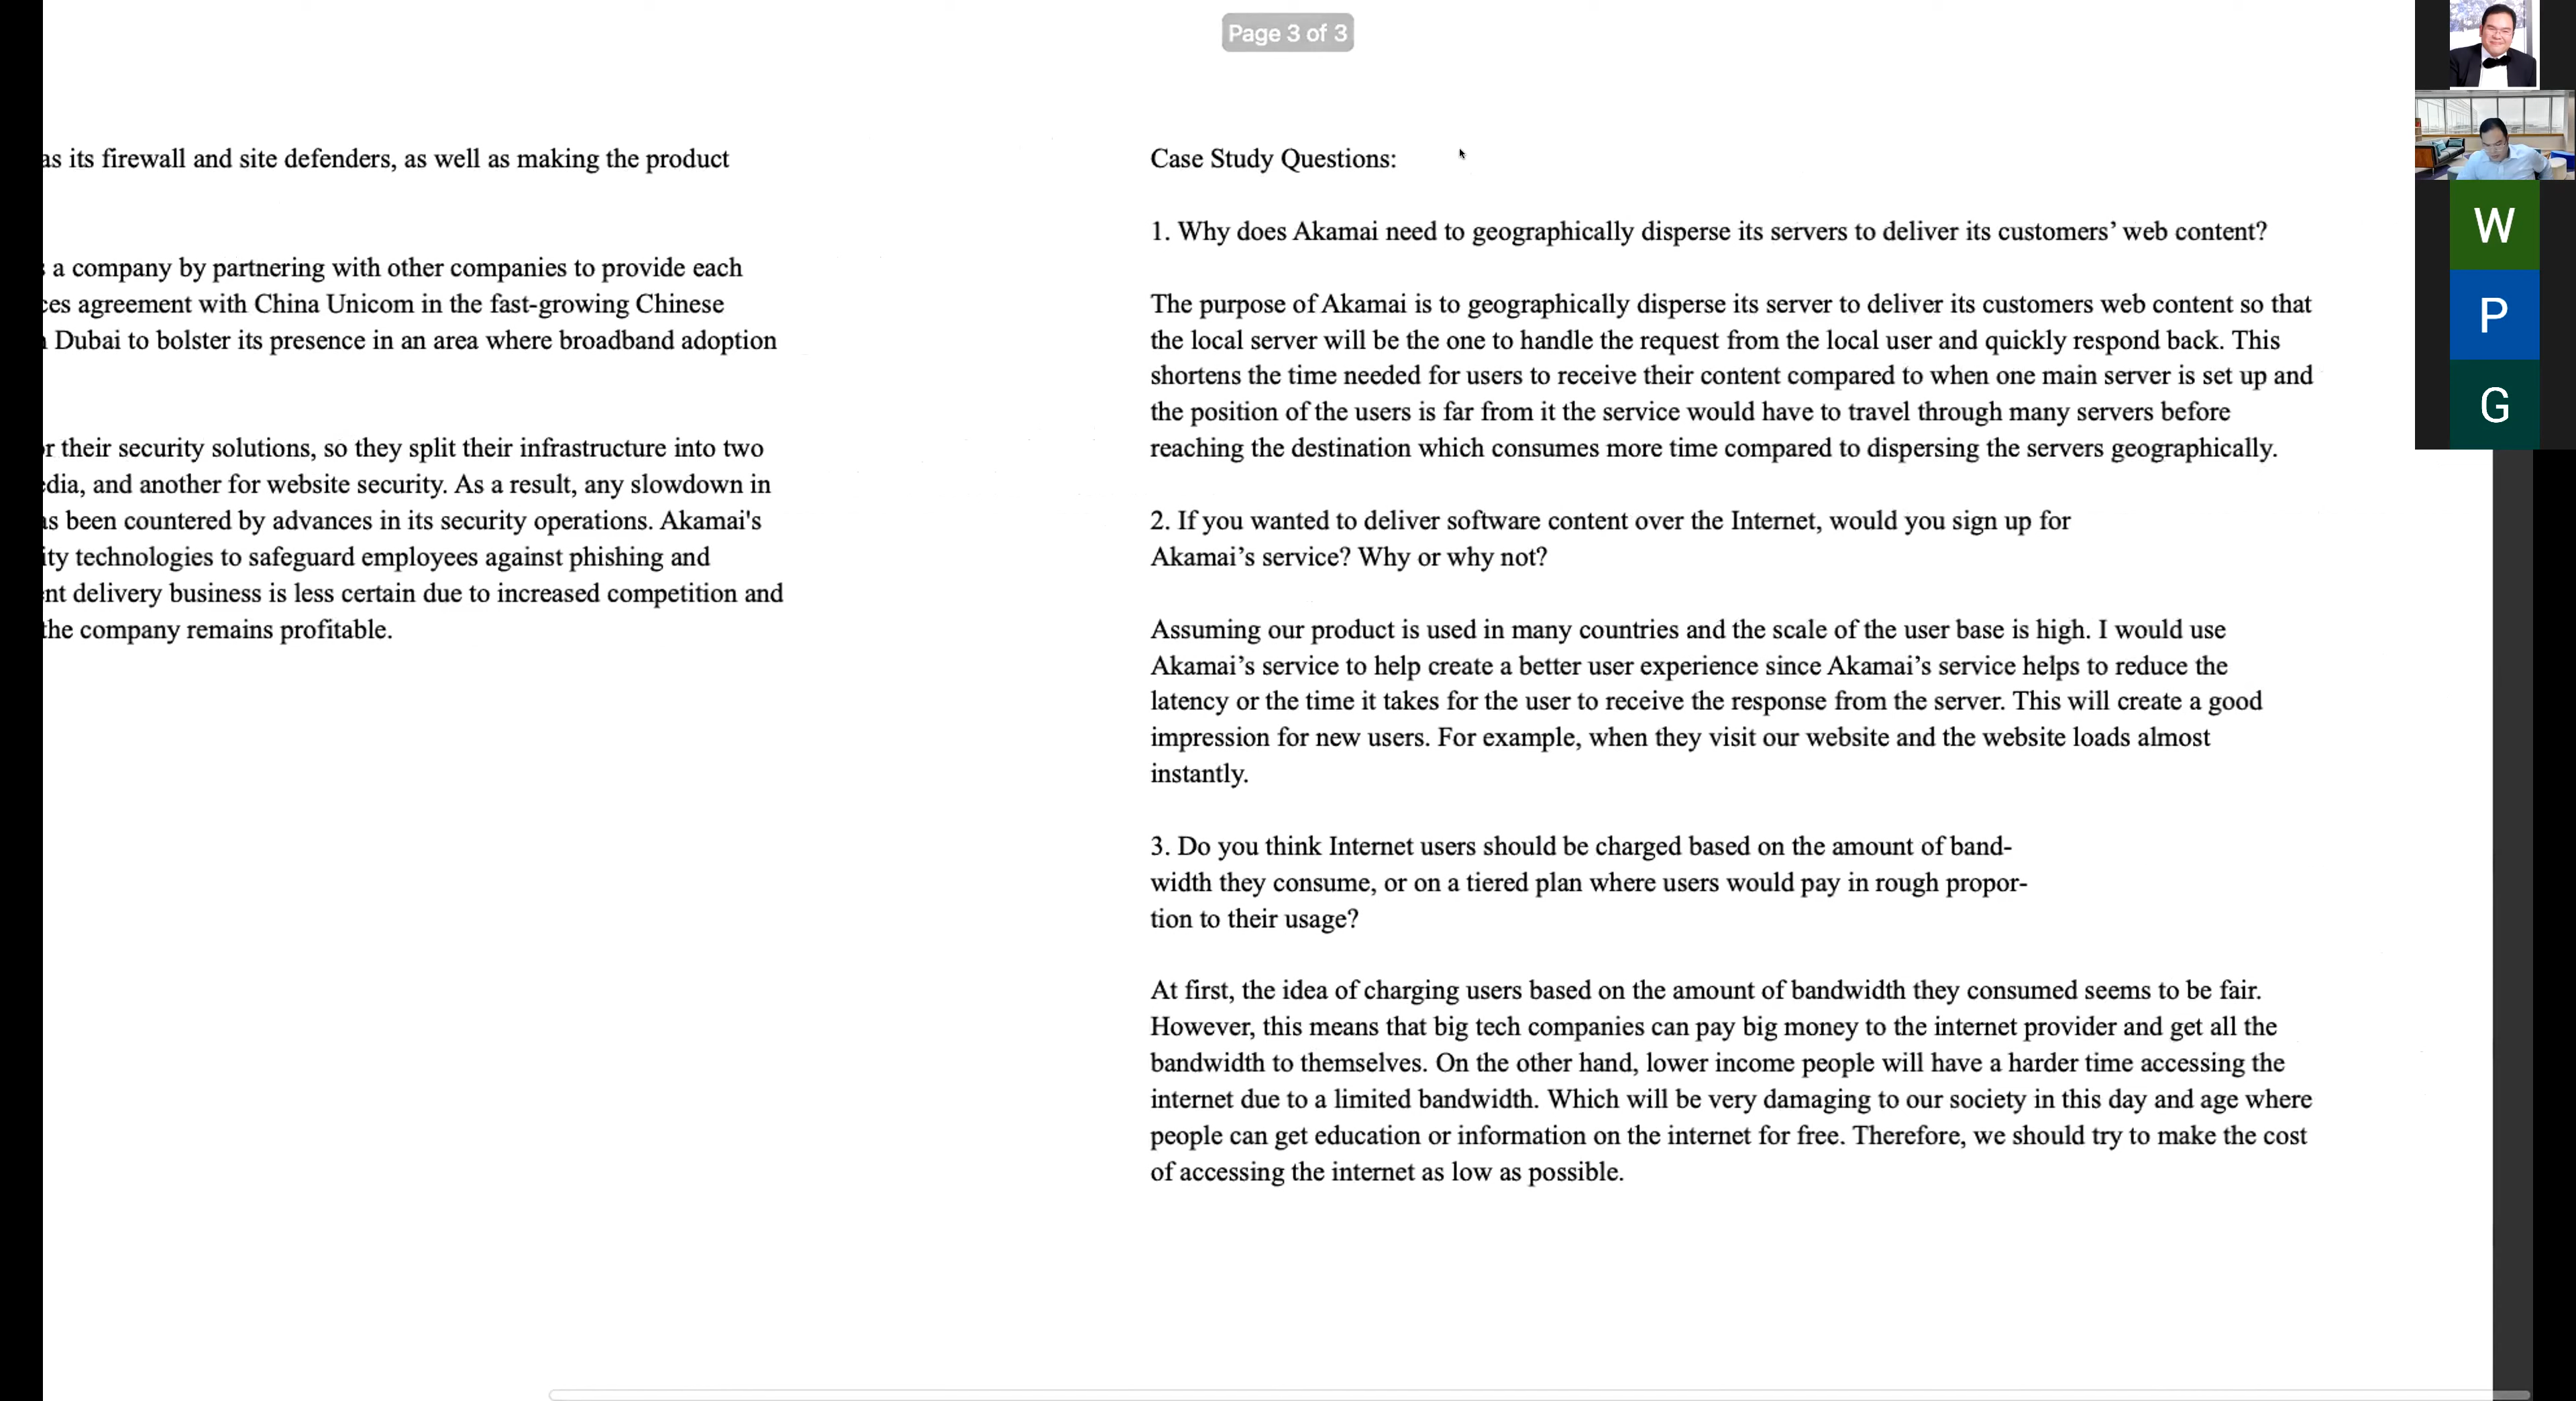 Page 3 of 3
as its firewall and site defenders, as well as making the product
a company by partnering with other companies to provide each
ces agreement with China Unicom in the fast-growing Chinese
Dubai to bolster its presence in an area where broadband adoption
their security solutions, so they split their infrastructure into two
edia, and another for website security. As a result, any slowdown in
been countered by advances in its security operations. Akamai's
ity technologies to safeguard employees against phishing and
ent delivery business is less certain due to increased competition and
the company remains profitable.
Case Study Questions:
1. Why does Akamai need to geographically disperse its servers to deliver its customers’ web content?
The purpose of Akamai is to geographically disperse its server to deliver its customers web content so that
the local server will be the one to handle the request from the local user and quickly respond back. This
shortens the time needed for users to receive their content compared to when one main server is set up and
the position of the users is far from it the service would have to travel through many servers before
reaching the destination which consumes more time compared to dispersing the servers geographically.
2. If you wanted to deliver software content over the Internet, would you sign up for
Akamai’s service? Why or why not?
Assuming our product is used in many countries and the scale of the user base is high. I would use
Akamai’s service to help create a better user experience since Akamai’s service helps to reduce the
latency or the time it takes for the user to receive the response from the server. This will create a good
impression for new users. For example, when they visit our website and the website loads almost
instantly.
3. Do you think Internet users should be charged based on the amount of band-
width they consume, or on a tiered plan where users would pay in rough propor-
tion to their usage?
At first, the idea of charging users based on the amount of bandwidth they consumed seems to be fair.
However, this means that big tech companies can pay big money to the internet provider and get all the
bandwidth to themselves. On the other hand, lower income people will have a harder time accessing the
internet due to a limited bandwidth. Which will be very damaging to our society in this day and age where
people can get education or information on the internet for free. Therefore, we should try to make the cost
of accessing the internet as low as possible.
W
P
G